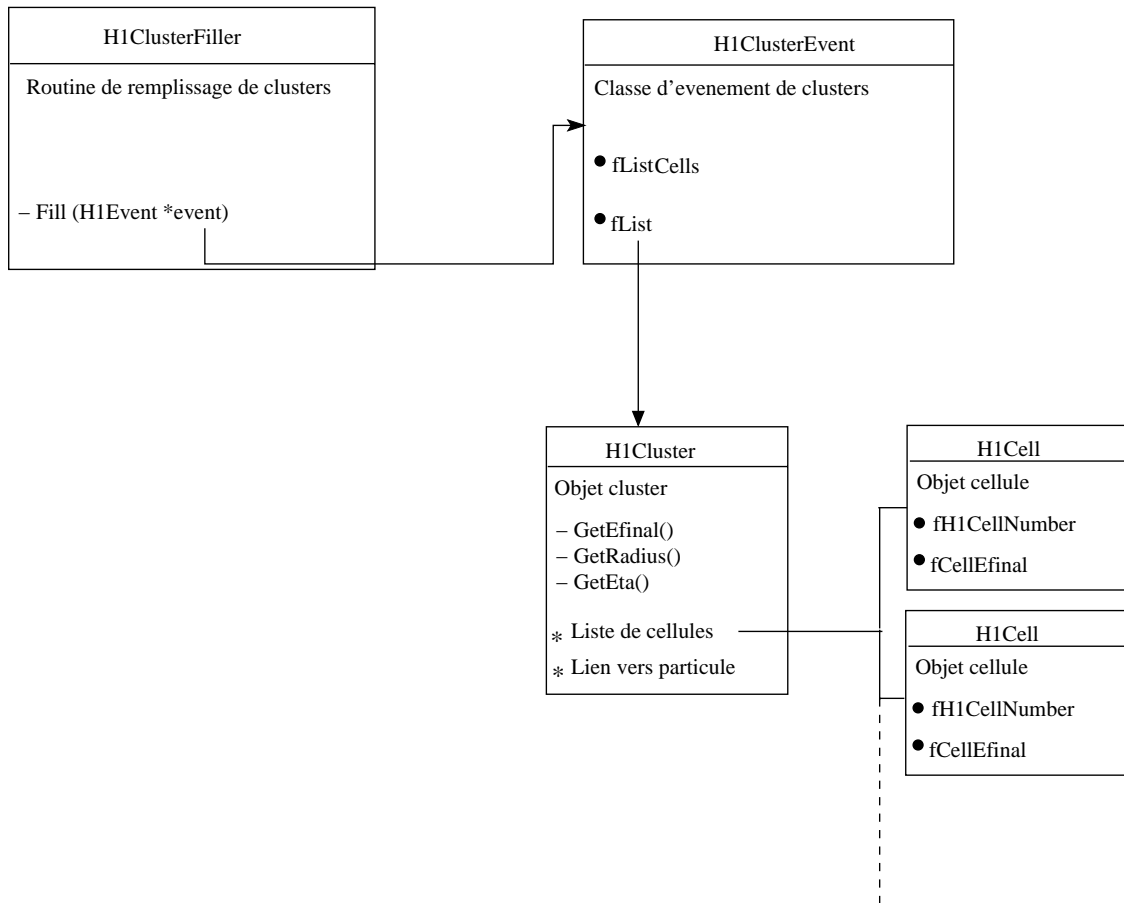 H1ClusterFiller
Routine de remplissage de clusters
– Fill (H1Event *event)
H1ClusterEvent
Classe d'evenement de clusters
● fListCells
● fList
H1Cluster
Objet cluster
– GetEfinal()
– GetRadius()
– GetEta()
* Liste de cellules
* Lien vers particule
H1Cell
Objet cellule
● fH1CellNumber
● fCellEfinal
H1Cell
Objet cellule
● fH1CellNumber
● fCellEfinal